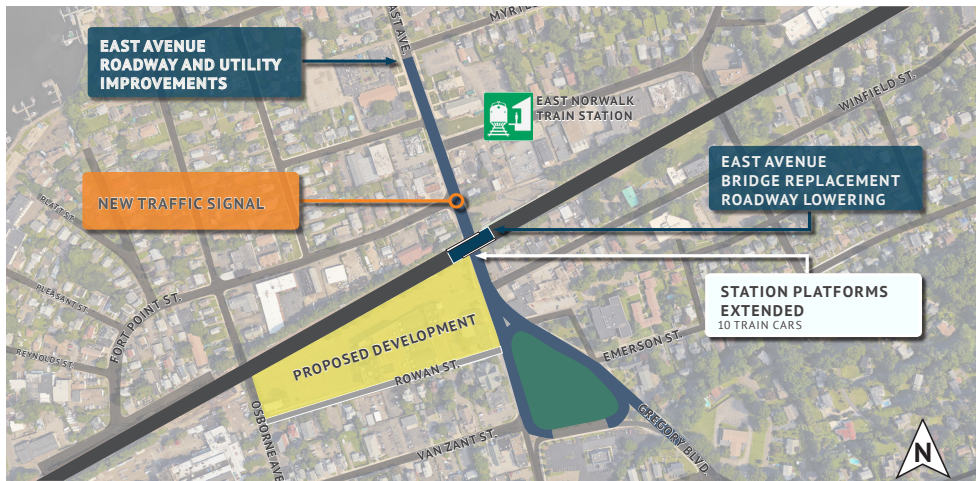 EAST AVE.
MYRTLE
EAST AVENUE
ROADWAY AND UTILITY
IMPROVEMENTS
EAST NORWALK
TRAIN STATION
WINFIELD ST.
EAST AVENUE
BRIDGE REPLACEMENT
ROADWAY LOWERING
NEW TRAFFIC SIGNAL
STATION PLATFORMS
EXTENDED
10 TRAIN CARS
PLEASANT ST.
FORT POINT ST.
REYNOLDS ST.
PROPOSED DEVELOPMENT
ROWAN ST.
EMERSON ST.
OSBORNE AVE
VAN ZANT ST.
GREGORY BLVD.
N